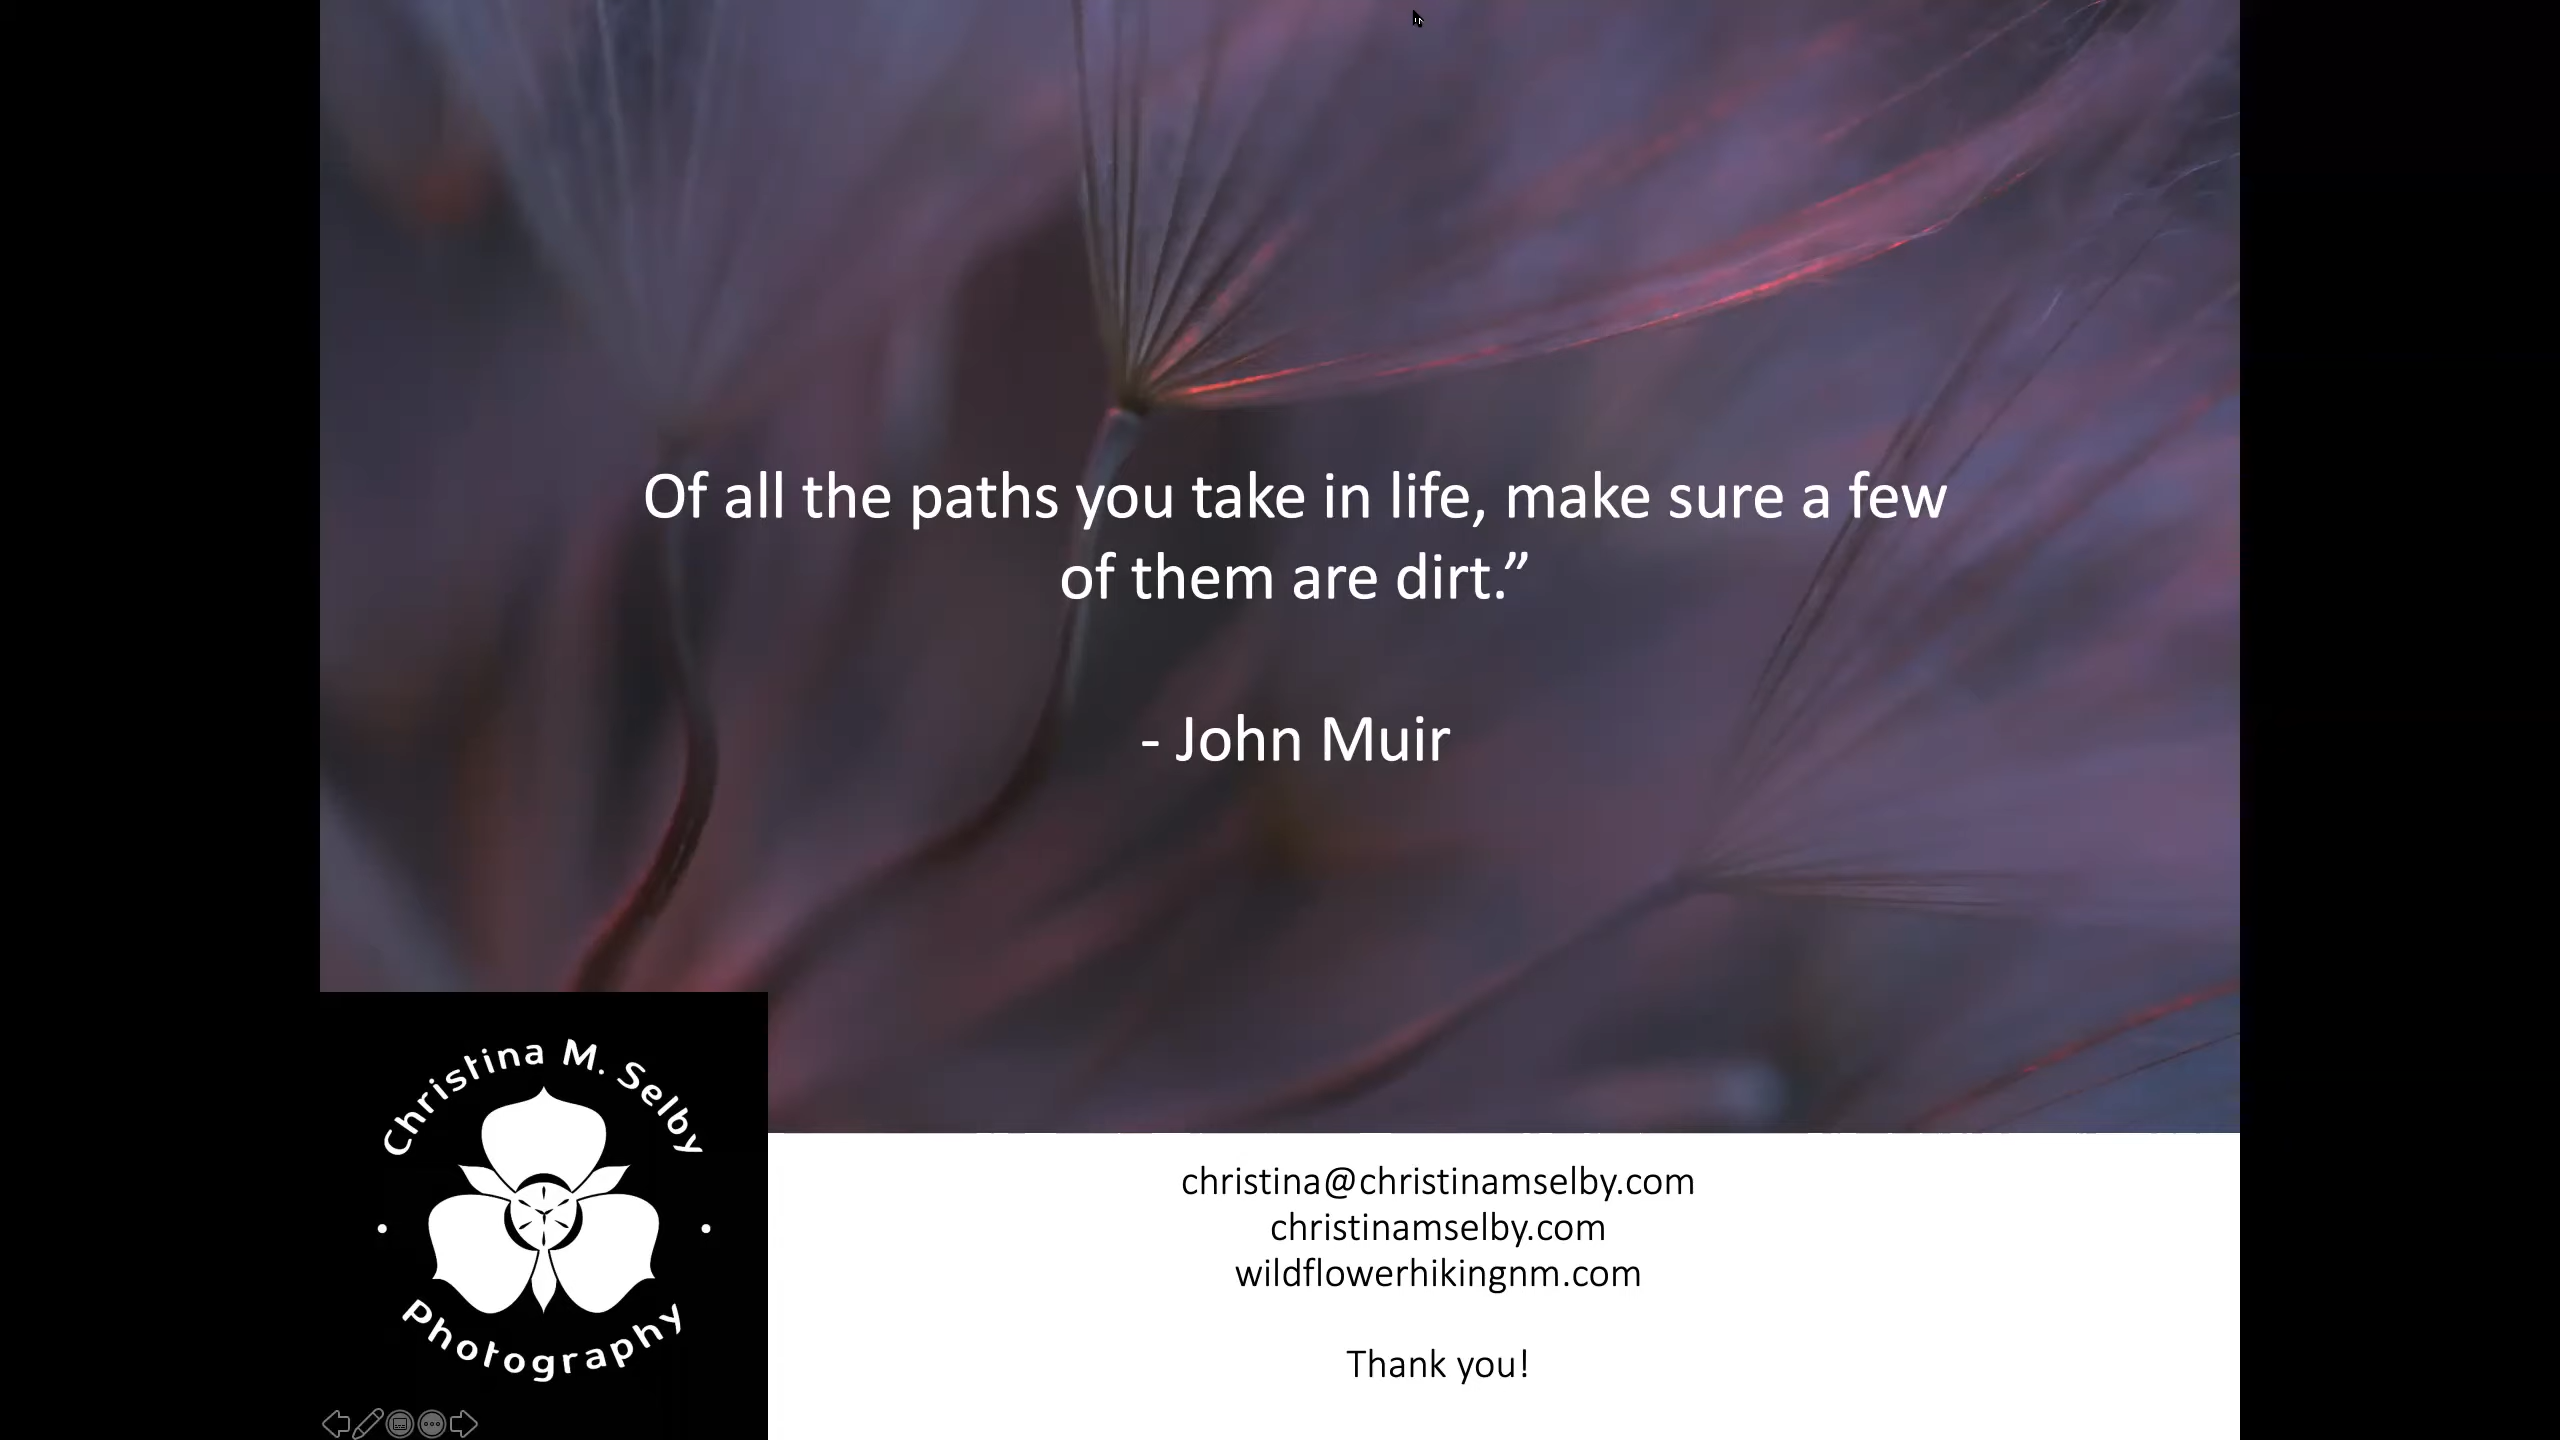 Of all the paths you take in life, make sure a few
of them are dirt.”
- John Muir
Christina M. Selby
Photography
christina@christinamselby.com
christinamselby.com
wildflowerhikingnm.com
Thank you!